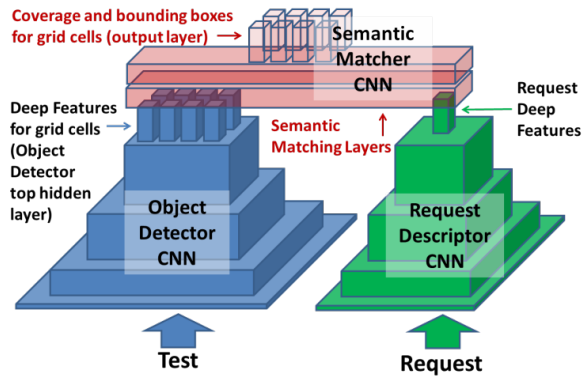 Coverage and bounding boxes
for grid cells (output layer)
Semantic
Matcher
CNN
Request
Deep
Features
Deep Features
for grid cells
(Object
Detector
top hidden
layer)
Semantic
Matching Layers
Object
Detector
CNN
Request
Descriptor
CNN
Test
Request